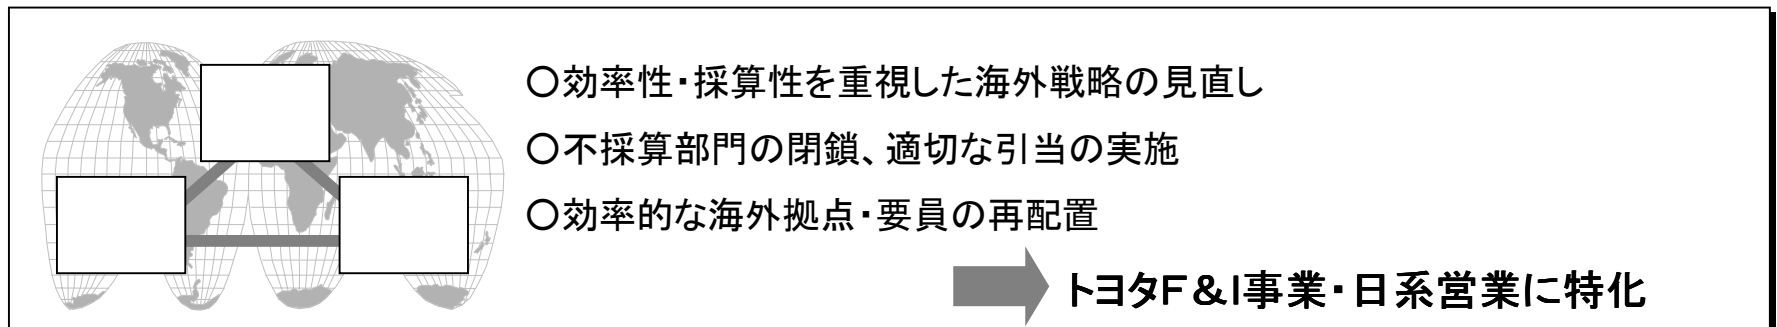 ○効率性・採算性を重視した海外戦略の見直し
○不採算部門の閉鎖、適切な引当の実施
○効率的な海外拠点・要員の再配置
トヨタF&I事業・日系営業に特化